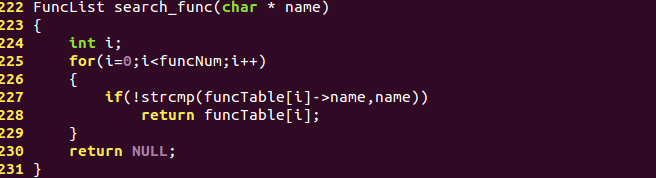 222 FuncList search_func(char * name)
223 {
224     int i;
225     for(i=0;i<funcNum;i++)
226     {
227         if(!strcmp(funcTable[i]->name,name))
228             return funcTable[i];
229     }
230     return NULL;
231 }